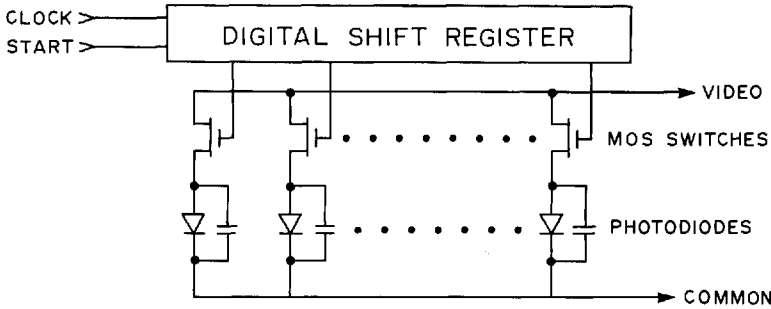 CLOCK
START
DIGITAL SHIFT REGISTER
VIDEO
MOS SWITCHES
PHOTODIODES
COMMON